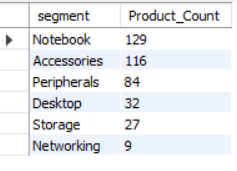 segment Product_Count
Notebook 129
Accessories 116
Peripherals 84
Desktop 32
Storage 27
Networking 9